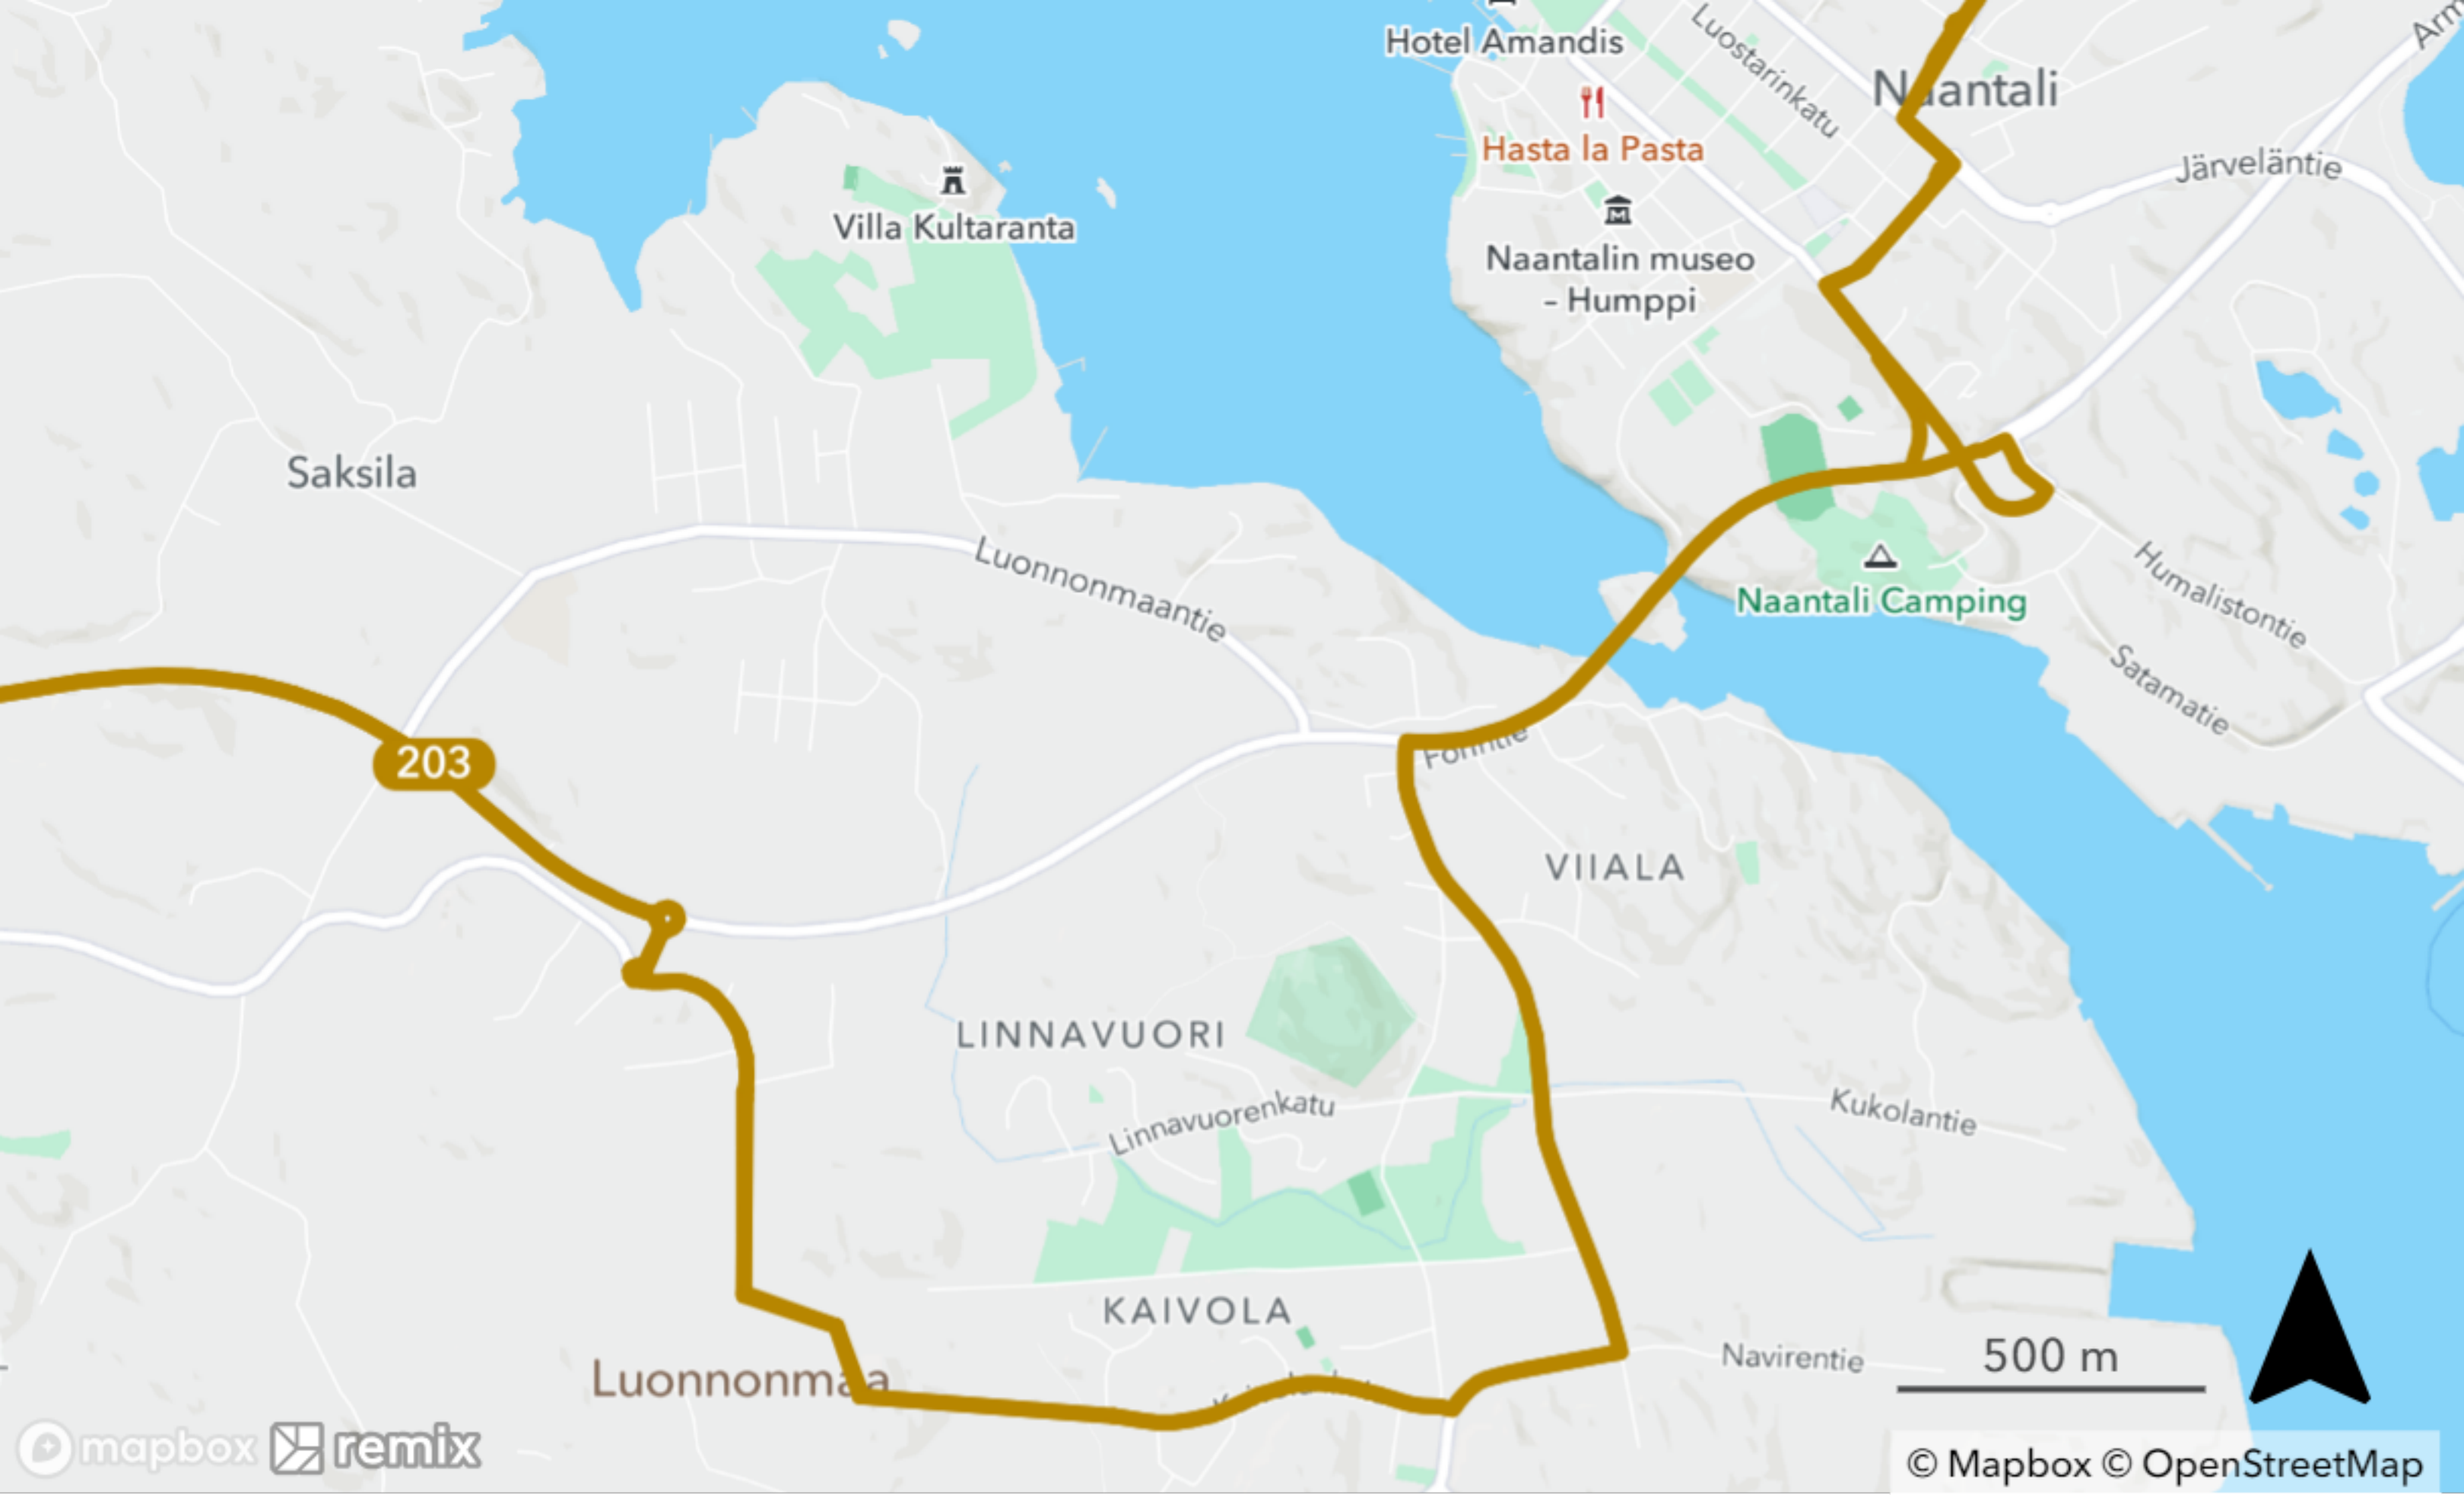 Hotel Amandis
Luostarinkatu
Naantali
Hasta la Pasta
Järveläntie
Villa Kultaranta
Naantalin museo
- Humppi
Saksila
Luonnonmaantie
Naantali Camping
Humalistontie
Satamatie
203
VIIALA
LINNAVUORI
Linnavuorenkatu
Kukolantie
KAIVOLA
Luonnonmaa
Navirentie
500 m
mapbox remix
© Mapbox © OpenStreetMap